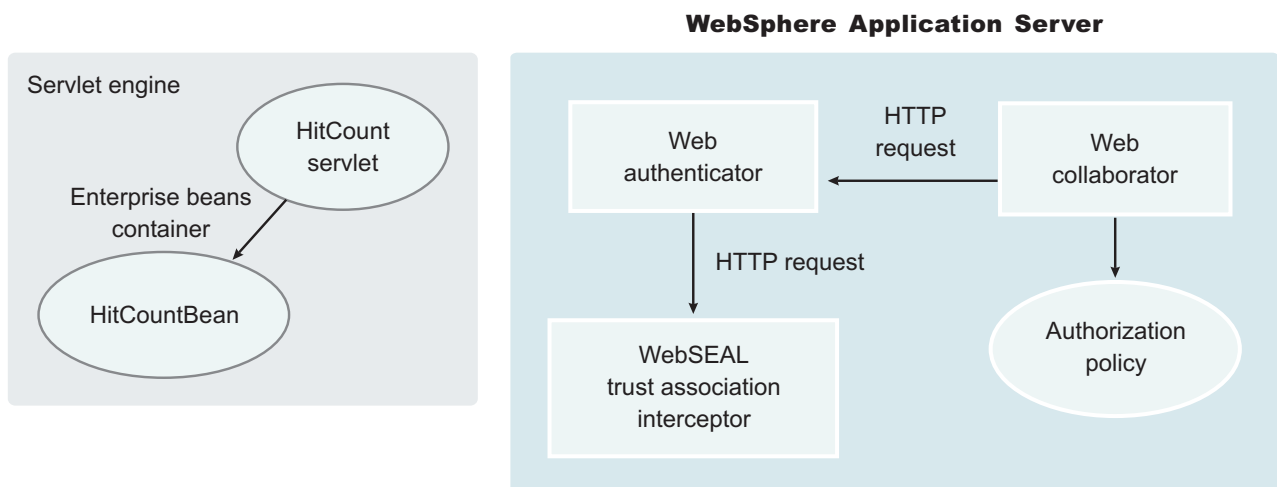 WebSphere Application Server
Servlet engine
HitCount
servlet
Enterprise beans
container
HitCountBean
Web
authenticator
HTTP
request
Web
collaborator
HTTP request
WebSEAL
trust association
interceptor
Authorization
policy